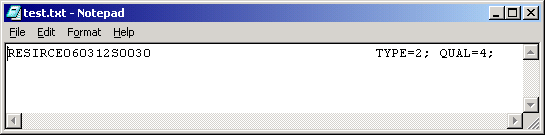 test.txt - Notepad
File Edit Format Help
RESIRCE060312S0030                                TYPE=2; QUAL=4;